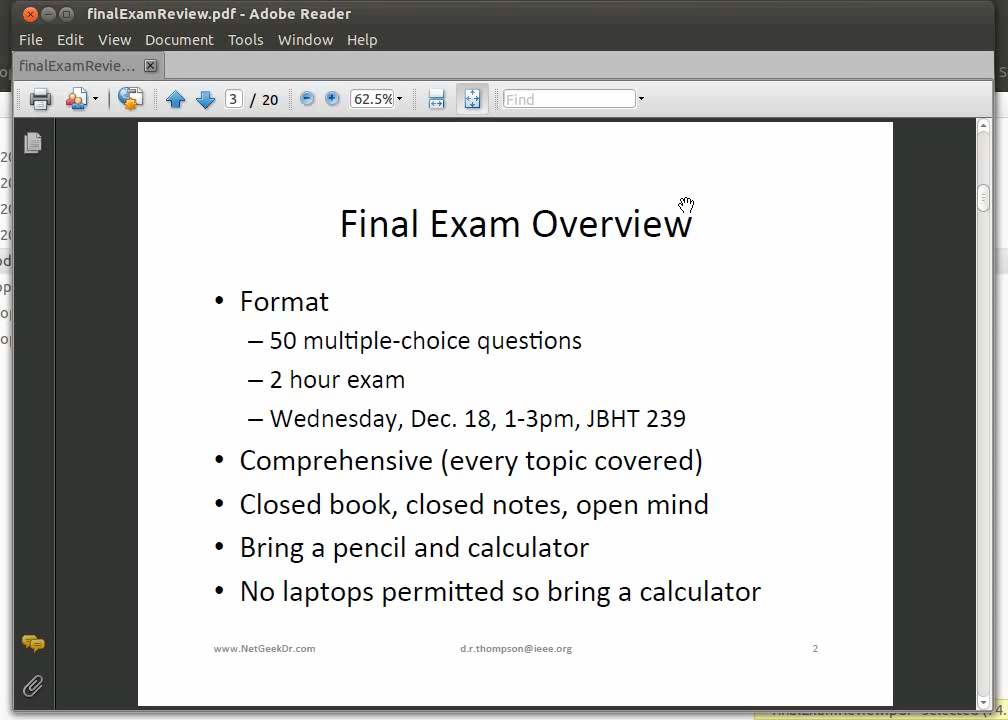 finalExamReview.pdf - Adobe Reader
File Edit View Document Tools Window Help
finalExamRevie...
3 / 20 62.5% Find
Final Exam Overview
• Format
– 50 multiple-choice questions
– 2 hour exam
– Wednesday, Dec. 18, 1-3pm, JBHT 239
• Comprehensive (every topic covered)
• Closed book, closed notes, open mind
• Bring a pencil and calculator
• No laptops permitted so bring a calculator
www.NetGeekDr.com d.r.thompson@ieee.org 2